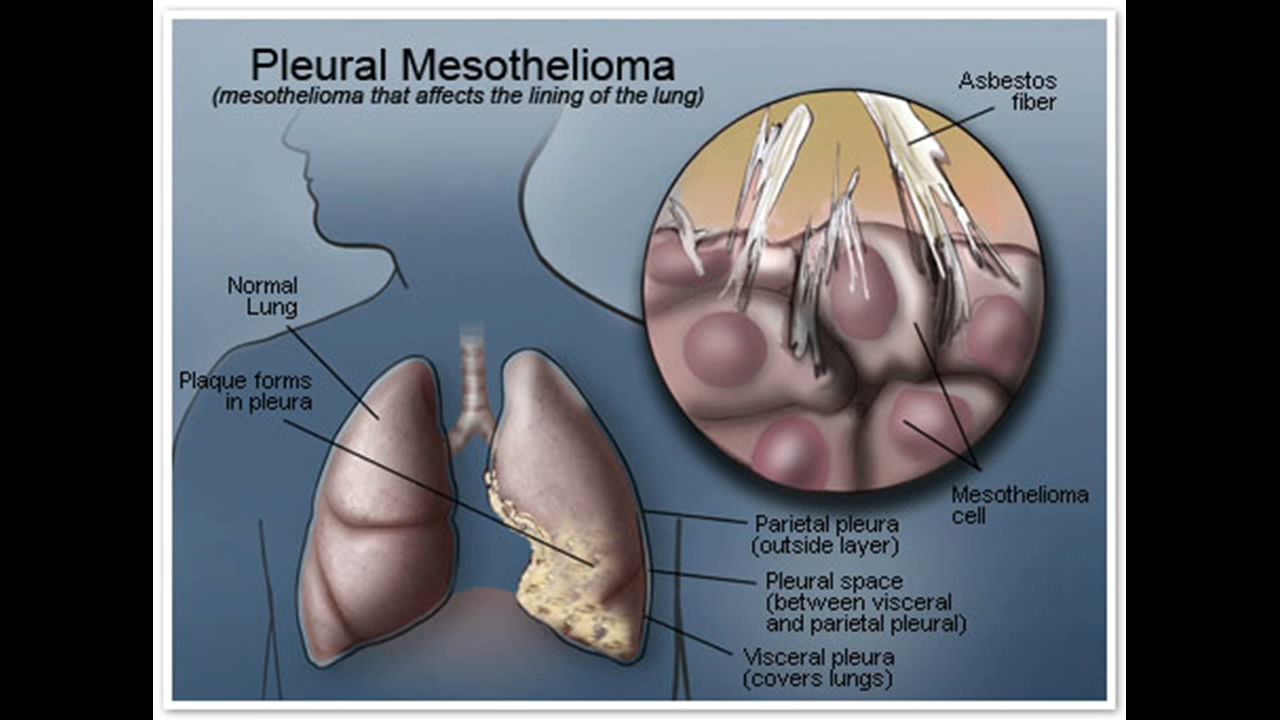 Pleural Mesothelioma
(mesothelioma that affects the lining of the lung)
Asbestos
fiber
Normal
Lung
Plaque forms
in pleura
Mesothelioma
cell
Parietal pleura
(outside layer)
Pleural space
(between visceral
and parietal pleural)
Visceral pleura
(covers lungs)